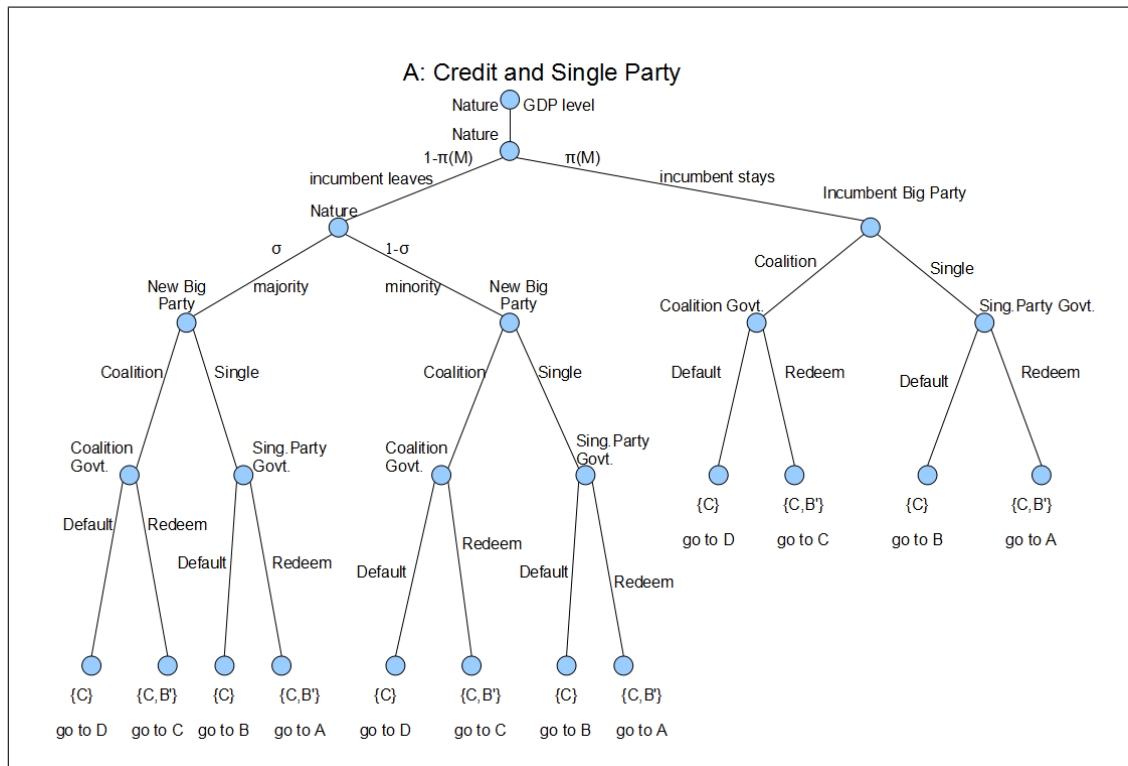 A: Credit and Single Party
Nature GDP level
Nature
1-π(M) π(M)
incumbent leaves incumbent stays
Incumbent Big Party
Nature
σ 1-σ
majority minority
Coalition Single
New Big
Party
New Big
Party
Coalition Govt. Sing.Party Govt.
Coalition Single Coalition Single
Default Redeem Default Redeem
Coalition
Govt.
Sing.Party
Govt.
Coalition
Govt.
Sing.Party
Govt.
{C} {C,B'} {C} {C,B'}
go to D go to C go to B go to A
Default Redeem Default Redeem Default Redeem Default Redeem
{C} {C,B'} {C} {C,B'} {C} {C,B'} {C} {C,B'}
go to D go to C go to B go to A go to D go to C go to B go to A